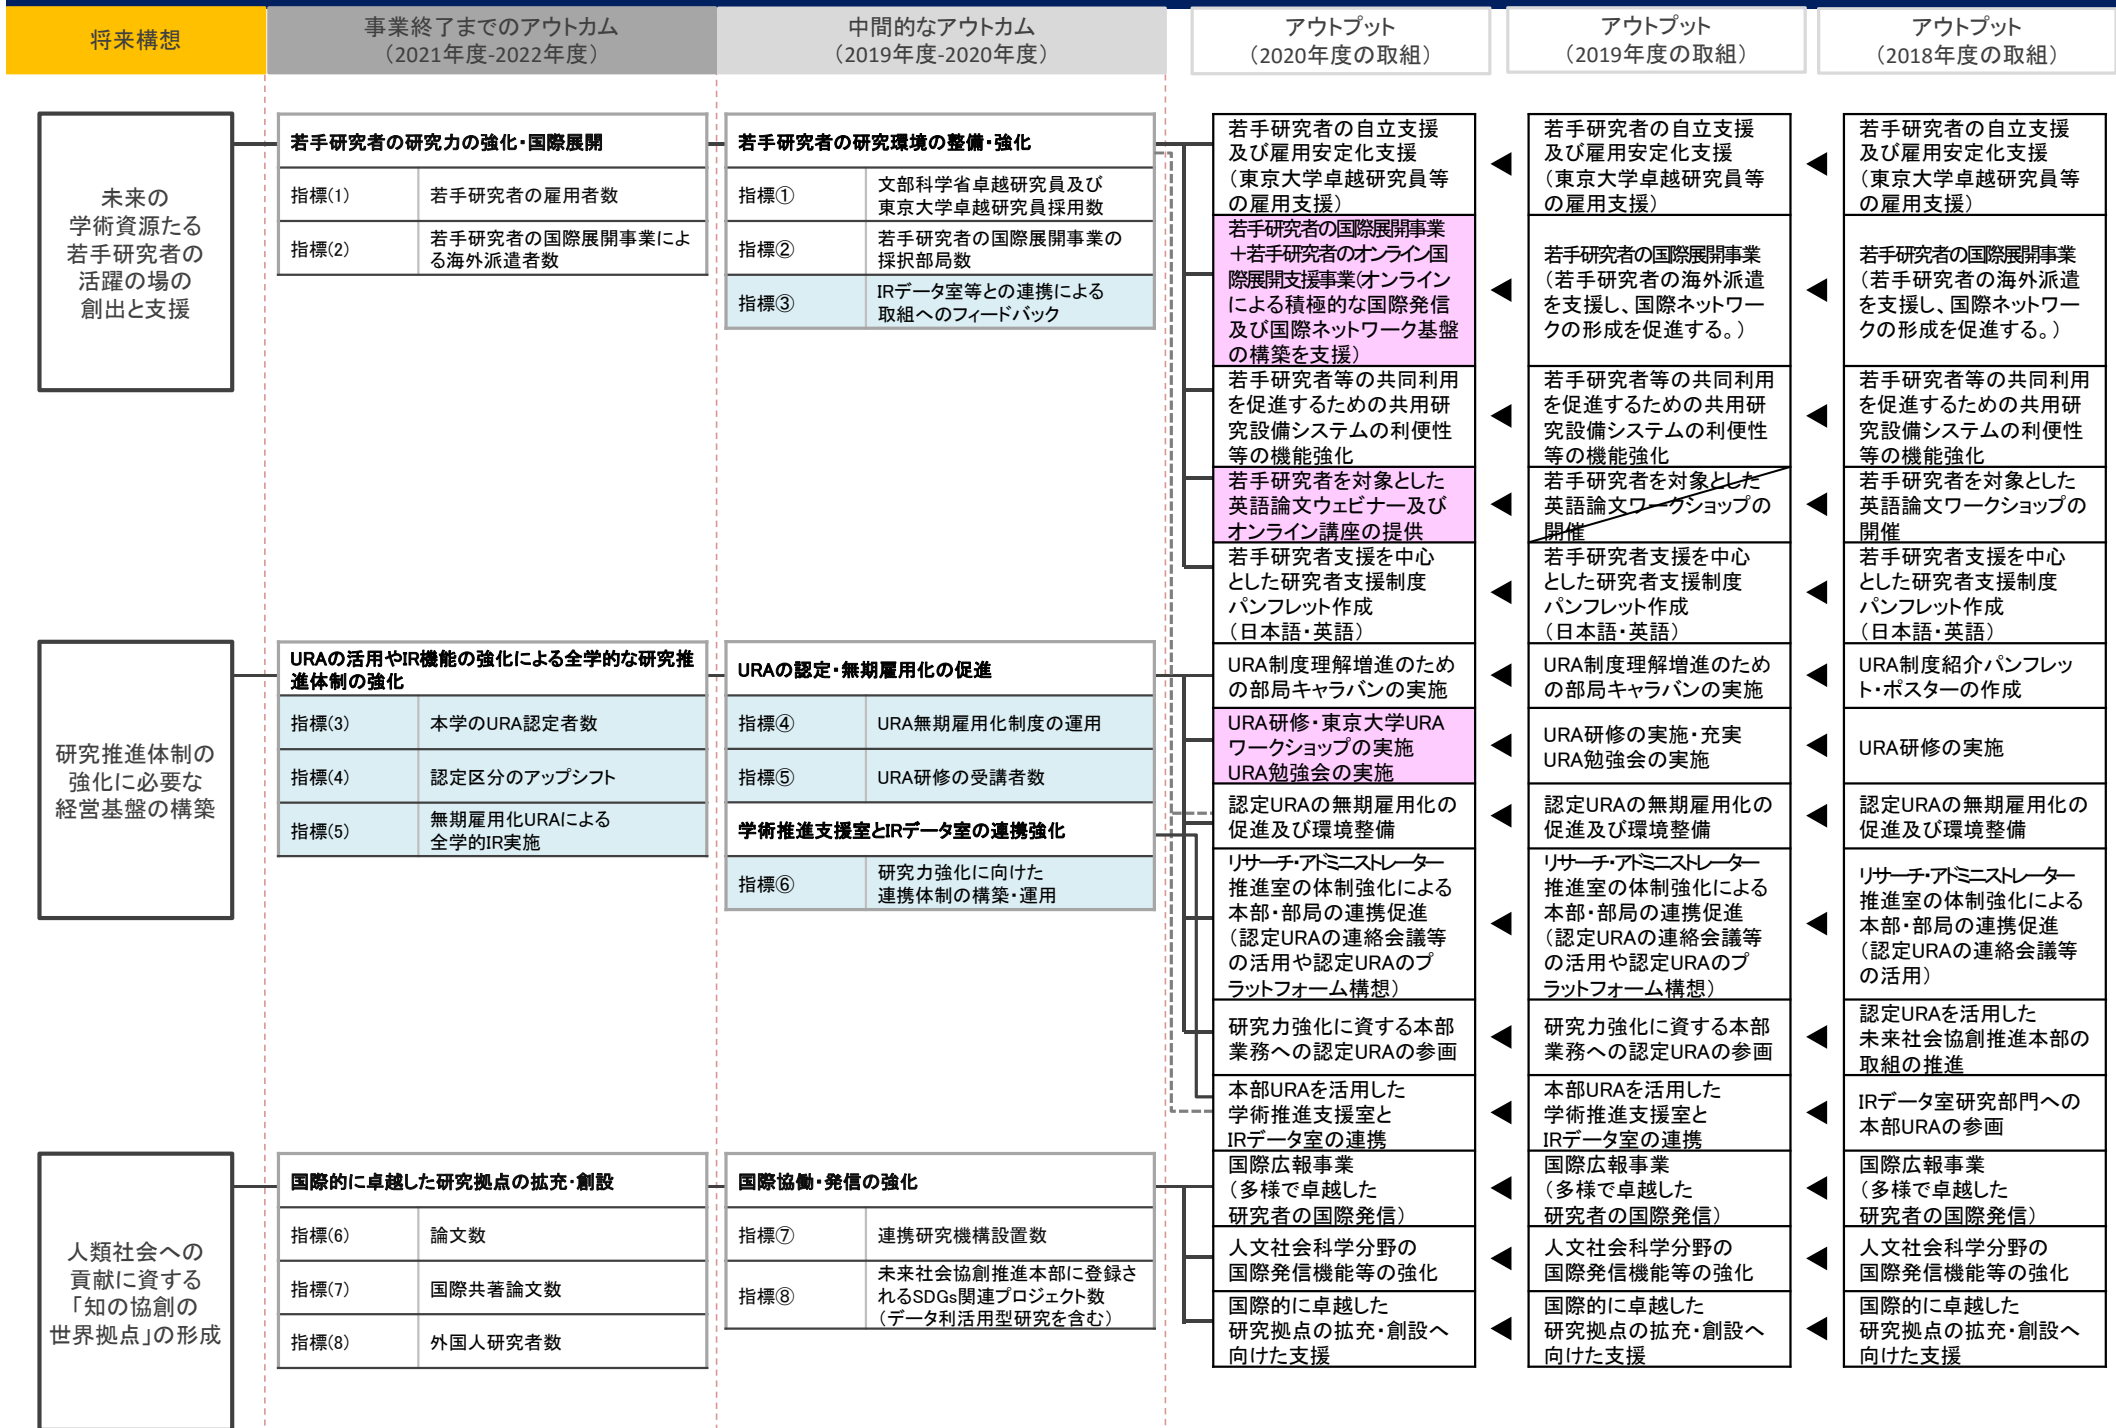 将来構想
事業終了までのアウトカム
（2021年度-2022年度）
中間的なアウトカム
（2019年度-2020年度）
アウトプット
（2020年度の取組）
アウトプット
（2019年度の取組）
アウトプット
（2018年度の取組）
未来の
学術資源たる
若手研究者の
活躍の場の
創出と支援
若手研究者の研究力の強化・国際展開
指標(1)
若手研究者の雇用者数
指標(2)
若手研究者の国際展開事業によ
る海外派遣者数
若手研究者の研究環境の整備・強化
指標①
文部科学省卓越研究員及び
東京大学卓越研究員採用数
指標②
若手研究者の国際展開事業の
採択部局数
指標③
IRデータ室等との連携による
取組へのフィードバック
若手研究者の自立支援
及び雇用安定化支援
（東京大学卓越研究員等
の雇用支援）
若手研究者の自立支援
及び雇用安定化支援
（東京大学卓越研究員等
の雇用支援）
若手研究者の自立支援
及び雇用安定化支援
（東京大学卓越研究員等
の雇用支援）
若手研究者の国際展開事業
＋若手研究者のオンライン国
際展開支援事業(オンライン
による積極的な国際発信
及び国際ネットワーク基盤
の構築を支援）
若手研究者の国際展開事業
（若手研究者の海外派遣
を支援し、国際ネットワー
クの形成を促進する。）
若手研究者の国際展開事業
（若手研究者の海外派遣
を支援し、国際ネットワー
クの形成を促進する。）
若手研究者等の共同利用
を促進するための共用研
究設備システムの利便性
等の機能強化
若手研究者等の共同利用
を促進するための共用研
究設備システムの利便性
等の機能強化
若手研究者等の共同利用
を促進するための共用研
究設備システムの利便性
等の機能強化
若手研究者を対象とした
英語論文ウェビナー及び
オンライン講座の提供
若手研究者を対象とした
英語論文ワークショップの
開催
若手研究者を対象とした
英語論文ワークショップの
開催
若手研究者支援を中心
とした研究者支援制度
パンフレット作成
（日本語・英語）
若手研究者支援を中心
とした研究者支援制度
パンフレット作成
（日本語・英語）
若手研究者支援を中心
とした研究者支援制度
パンフレット作成
（日本語・英語）
研究推進体制の
強化に必要な
経営基盤の構築
URAの活用やIR機能の強化による全学的な研究推
進体制の強化
指標(3)
本学のURA認定者数
指標(4)
認定区分のアップシフト
指標(5)
無期雇用化URAによる
全学的IR実施
URAの認定・無期雇用化の促進
指標④
URA無期雇用化制度の運用
指標⑤
URA研修の受講者数
学術推進支援室とIRデータ室の連携強化
指標⑥
研究力強化に向けた
連携体制の構築・運用
URA制度理解増進のため
の部局キャラバンの実施
URA制度理解増進のため
の部局キャラバンの実施
URA制度紹介パンフレッ
ト・ポスターの作成
URA研修・東京大学URA
ワークショップの実施
URA勉強会の実施
URA研修の実施・充実
URA勉強会の実施
URA研修の実施
認定URAの無期雇用化の
促進及び環境整備
認定URAの無期雇用化の
促進及び環境整備
認定URAの無期雇用化の
促進及び環境整備
リサーチ・アドミニストレーター
推進室の体制強化による
本部・部局の連携促進
（認定URAの連絡会議等
の活用や認定URAのプ
ラットフォーム構想）
リサーチ・アドミニストレーター
推進室の体制強化による
本部・部局の連携促進
（認定URAの連絡会議等
の活用や認定URAのプ
ラットフォーム構想）
リサーチ・アドミニストレーター
推進室の体制強化による
本部・部局の連携促進
（認定URAの連絡会議等
の活用）
研究力強化に資する本部
業務への認定URAの参画
研究力強化に資する本部
業務への認定URAの参画
認定URAを活用した
未来社会協創推進本部の
取組の推進
本部URAを活用した
学術推進支援室と
IRデータ室の連携
本部URAを活用した
学術推進支援室と
IRデータ室の連携
IRデータ室研究部門への
本部URAの参画
人類社会への
貢献に資する
「知の協創の
世界拠点」の形成
国際的に卓越した研究拠点の拡充・創設
指標(6)
論文数
指標(7)
国際共著論文数
指標(8)
外国人研究者数
国際協働・発信の強化
指標⑦
連携研究機構設置数
指標⑧
未来社会協創推進本部に登録さ
れるSDGs関連プロジェクト数
（データ利活用型研究を含む）
国際広報事業
（多様で卓越した
研究者の国際発信）
国際広報事業
（多様で卓越した
研究者の国際発信）
国際広報事業
（多様で卓越した
研究者の国際発信）
人文社会科学分野の
国際発信機能等の強化
人文社会科学分野の
国際発信機能等の強化
人文社会科学分野の
国際発信機能等の強化
国際的に卓越した
研究拠点の拡充・創設へ
向けた支援
国際的に卓越した
研究拠点の拡充・創設へ
向けた支援
国際的に卓越した
研究拠点の拡充・創設へ
向けた支援